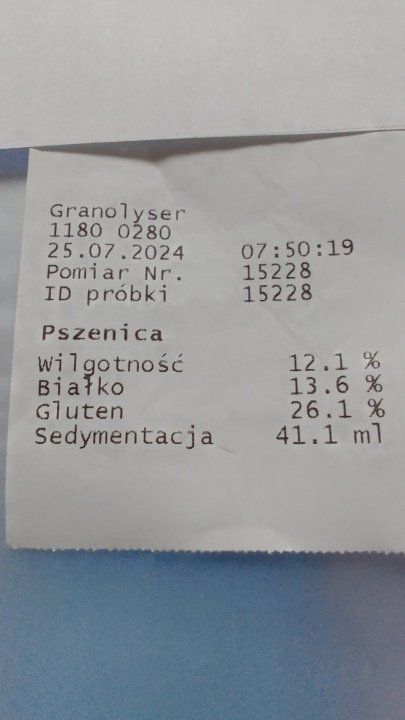 Granolyser
1180 0280
25.07.2024 07:50:19
Pomiar Nr. 15228
ID próbki 15228
Pszenica
Wilgotność 12.1 %
Białko 13.6 %
Gluten 26.1 %
Sedymentacja 41.1 ml